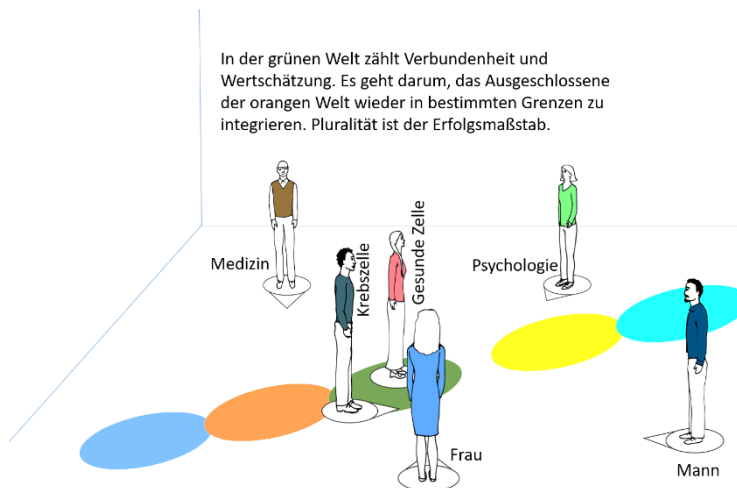 In der grünen Welt zählt Verbundenheit und
Wertschätzung. Es geht darum, das Ausgeschlossene
der orangen Welt wieder in bestimmten Grenzen zu
integrieren. Pluralität ist der Erfolgsmaßstab.
Medizin
Krebszelle
Gesunde Zelle
Psychologie
Frau
Mann